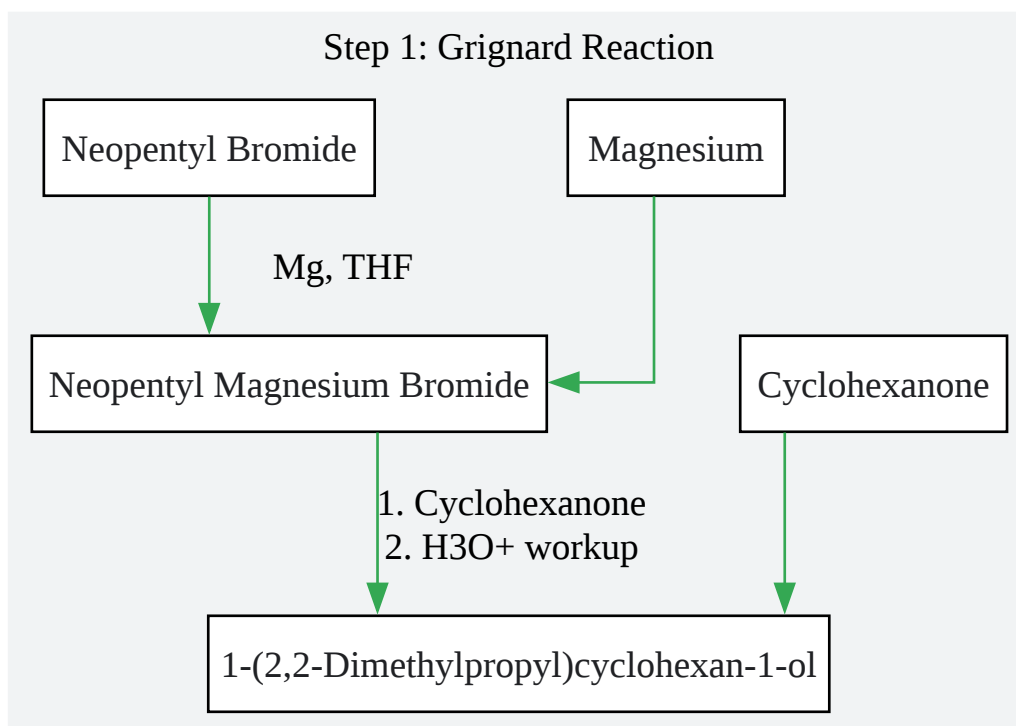 Step 1: Grignard Reaction
Neopentyl Bromide
Magnesium
Mg, THF
Neopentyl Magnesium Bromide
Cyclohexanone
1. Cyclohexanone
2. H3O+ workup
1-(2,2-Dimethylpropyl)cyclohexan-1-ol